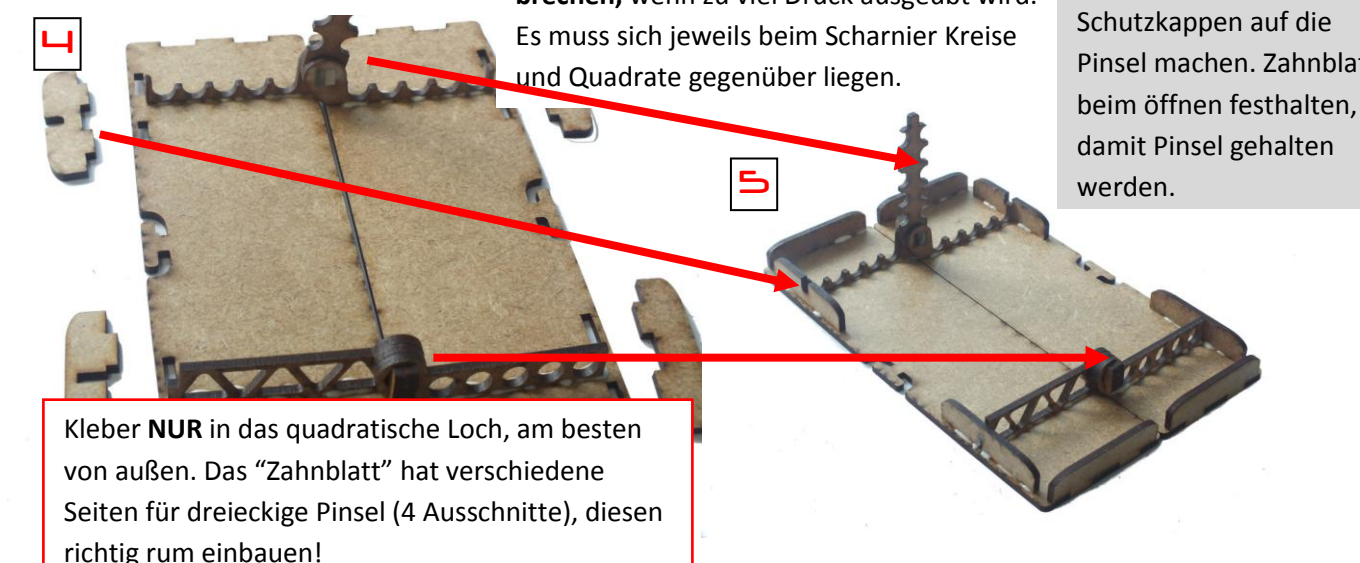 brechen, wenn zu viel Druck ausgeübt wird.
Es muss sich jeweils beim Scharnier Kreise
und Quadrate gegenüber liegen.
Schutzkappen auf die
Pinsel machen.
beim öffnen festhalten,
damit Pinsel gehalten
werden.
4
5
Kleber NUR in das quadratische Loch, am besten
von außen. Das “Zahnblatt” hat verschiedene
Seiten für dreieckige Pinsel (4 Ausschnitte), diesen
richtig rum einbauen!